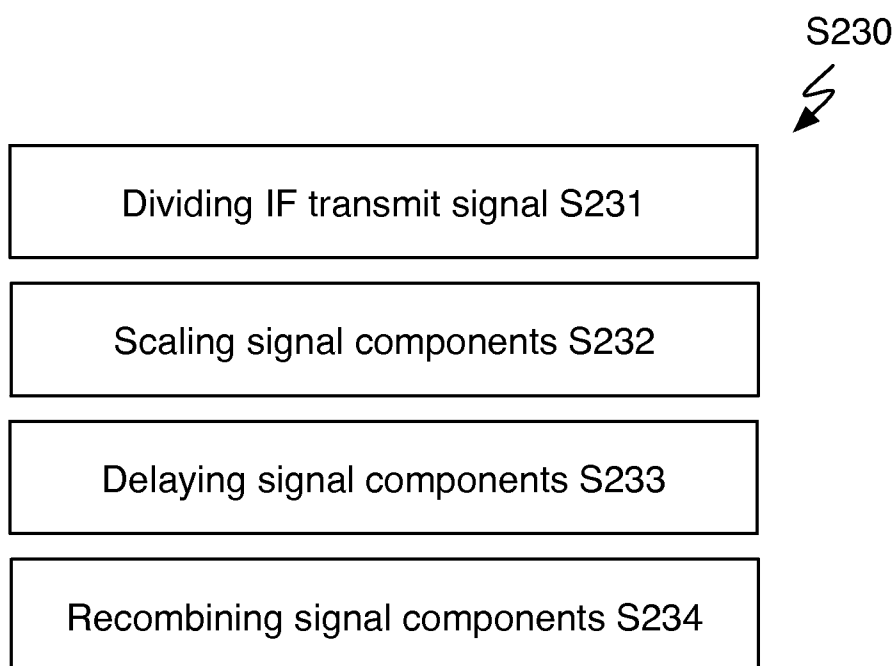 S230
Dividing IF transmit signal S231
Scaling signal components S232
Delaying signal components S233
Recombining signal components S234